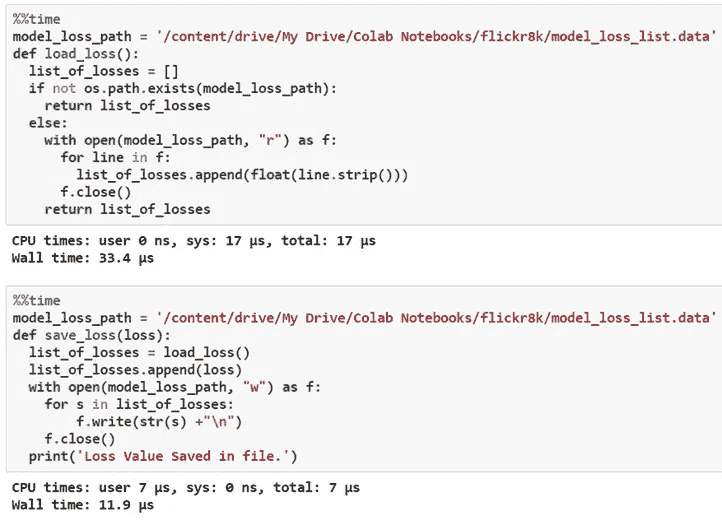 %%time
model_loss_path = '/content/drive/My Drive/Colab Notebooks/flickr8k/model_loss_list.data'
def load_loss():
  list_of_losses = []
  if not os.path.exists(model_loss_path):
    return list_of_losses
  else:
    with open(model_loss_path, "r") as f:
      for line in f:
        list_of_losses.append(float(line.strip()))
      f.close()
    return list_of_losses
CPU times: user 0 ns, sys: 17 µs, total: 17 µs
Wall time: 33.4 µs
%%time
model_loss_path = '/content/drive/My Drive/Colab Notebooks/flickr8k/model_loss_list.data'
def save_loss(loss):
  list_of_losses = load_loss()
  list_of_losses.append(loss)
  with open(model_loss_path, "w") as f:
    for s in list_of_losses:
        f.write(str(s) +"\n")
    f.close()
  print('Loss Value Saved in file.')
CPU times: user 7 µs, sys: 0 ns, total: 7 µs
Wall time: 11.9 µs